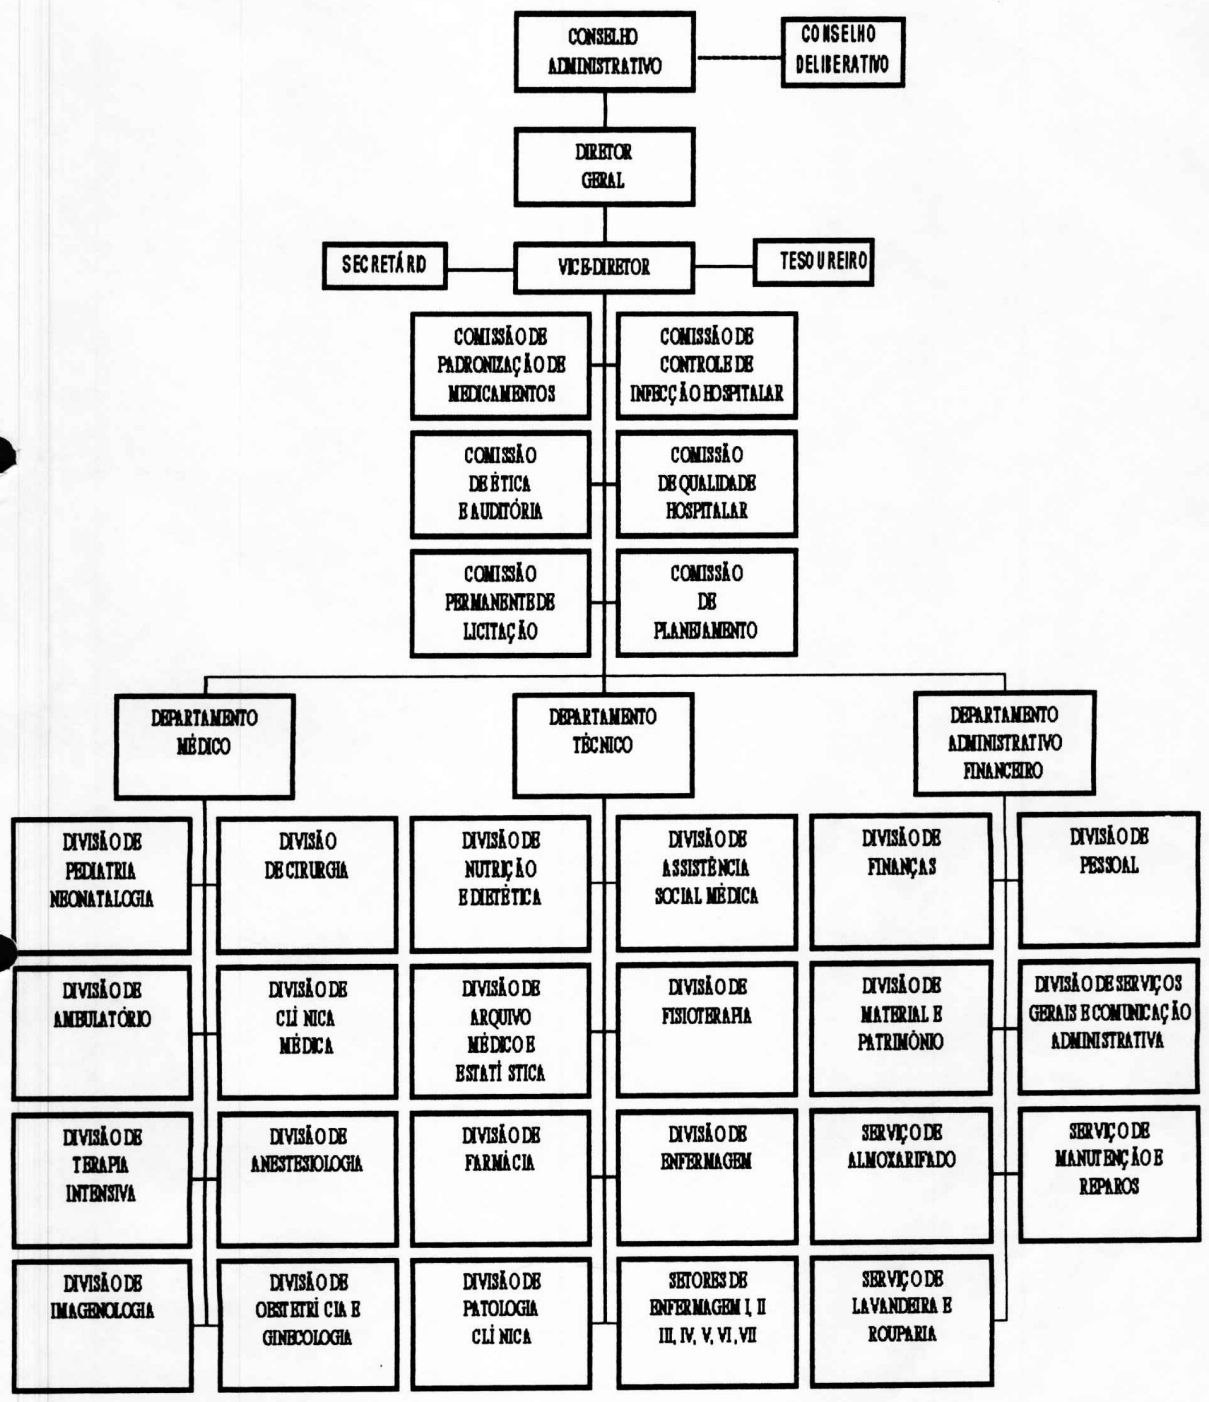 CONSELHO
ADMINISTRATIVO
CONSELHO
DELIBERATIVO
DIRETOR
GERAL
SECRETÁRIO
VICE-DIRETOR
TESOUREIRO
COMISSÃO DE
PADRONIZAÇÃO DE
MEDICAMENTOS
COMISSÃO DE
CONTROLE DE
INFECÇÃO HOSPITALAR
COMISSÃO
DE ÉTICA
E AUDITÓRIA
COMISSÃO
DE QUALIDADE
HOSPITALAR
COMISSÃO
PERMANENTE DE
LICITAÇÃO
COMISSÃO
DE
PLANEJAMENTO
DEPARTAMENTO
MÉDICO
DEPARTAMENTO
TÉCNICO
DEPARTAMENTO
ADMINISTRATIVO
FINANCEIRO
DIVISÃO DE
PEDIATRIA
NEONATALOGIA
DIVISÃO
DE CIRURGIA
DIVISÃO DE
NUTRIÇÃO
E DIETÉTICA
DIVISÃO DE
ASSISTÊNCIA
SOCIAL MÉDICA
DIVISÃO DE
FINANÇAS
DIVISÃO DE
PESSOAL
DIVISÃO DE
AMBULATÓRIO
DIVISÃO DE
CLÍNICA
MÉDICA
DIVISÃO DE
ARQUIVO
MÉDICO E
ESTATÍSTICA
DIVISÃO DE
FISIOTERAPIA
DIVISÃO DE
MATERIAL E
PATRIMÔNIO
DIVISÃO DE SERVIÇOS
GERAIS E COMUNICAÇÃO
ADMINISTRATIVA
DIVISÃO DE
TERAPIA
INTENSIVA
DIVISÃO DE
ANESTESIOLOGIA
DIVISÃO DE
FARMÁCIA
DIVISÃO DE
ENFERMAGEM
SERVIÇO DE
ALMOXARIFADO
SERVIÇO DE
MANUTENÇÃO E
REPAROS
DIVISÃO DE
IMAGENOLOGIA
DIVISÃO DE
OBSTETRÍCIA E
GINECOLOGIA
DIVISÃO DE
PATOLOGIA
CLÍNICA
SETORES DE
ENFERMAGEM I, II
III, IV, V, VI, VII
SERVIÇO DE
LAVANDEIRA E
ROUPARIA